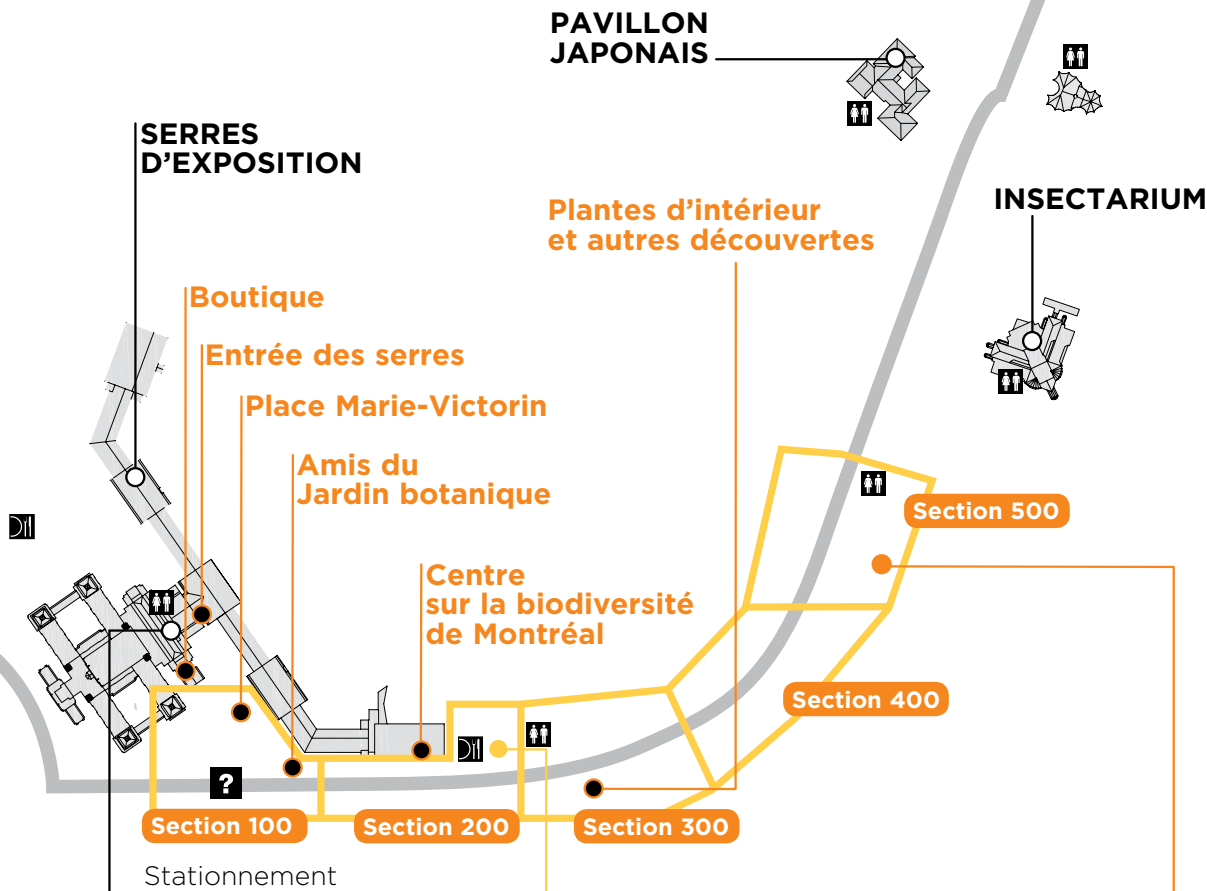 PAVILLON
JAPONAIS
SERRES
D'EXPOSITION
INSECTARIUM
Plantes d'intérieur
et autres découvertes
Boutique
Entrée des serres
Place Marie-Victorin
Amis du
Jardin botanique
Section 500
Centre
sur la biodiversité
de Montréal
Section 400
?
Section 100
Section 200
Section 300
Stationnement